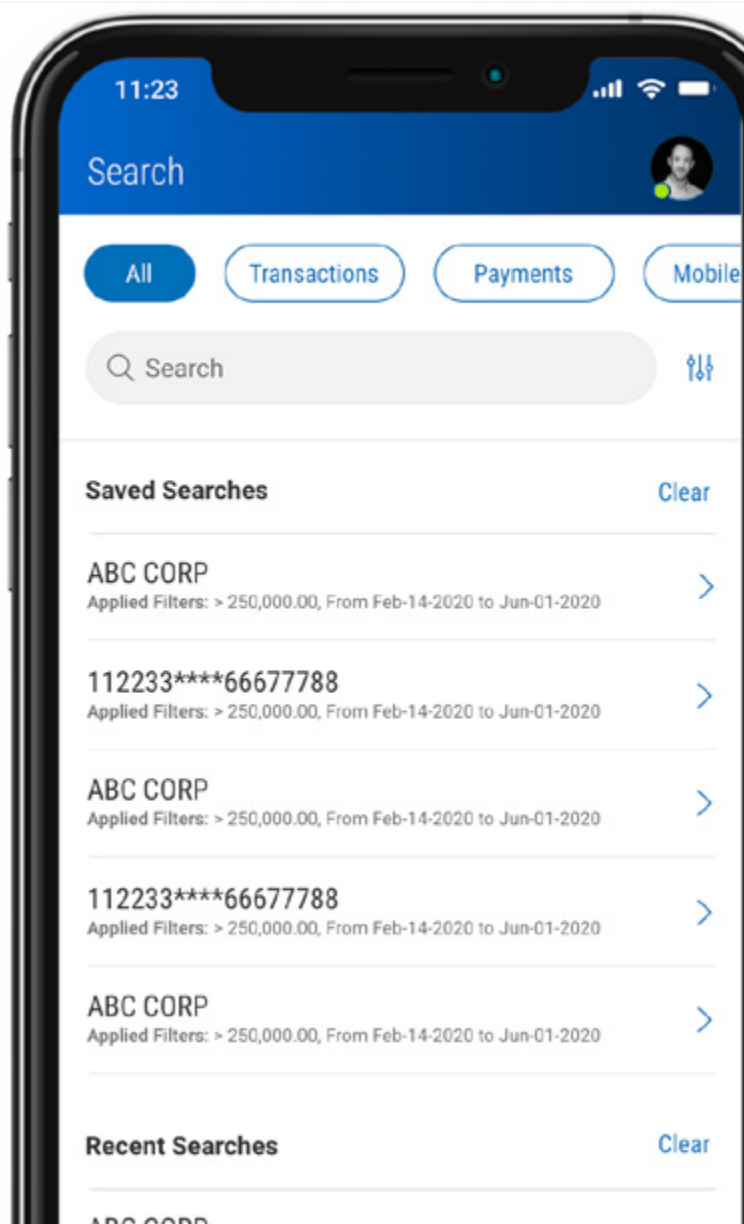 11:23
Search
All
Transactions
Payments
Mobile
Search
Saved Searches
Clear
ABC CORP
Applied Filters: > 250,000.00, From Feb-14-2020 to Jun-01-2020
112233****66677788
Applied Filters: > 250,000.00, From Feb-14-2020 to Jun-01-2020
ABC CORP
Applied Filters: > 250,000.00, From Feb-14-2020 to Jun-01-2020
112233****66677788
Applied Filters: > 250,000.00, From Feb-14-2020 to Jun-01-2020
ABC CORP
Applied Filters: > 250,000.00, From Feb-14-2020 to Jun-01-2020
Recent Searches
Clear
ABC CORP